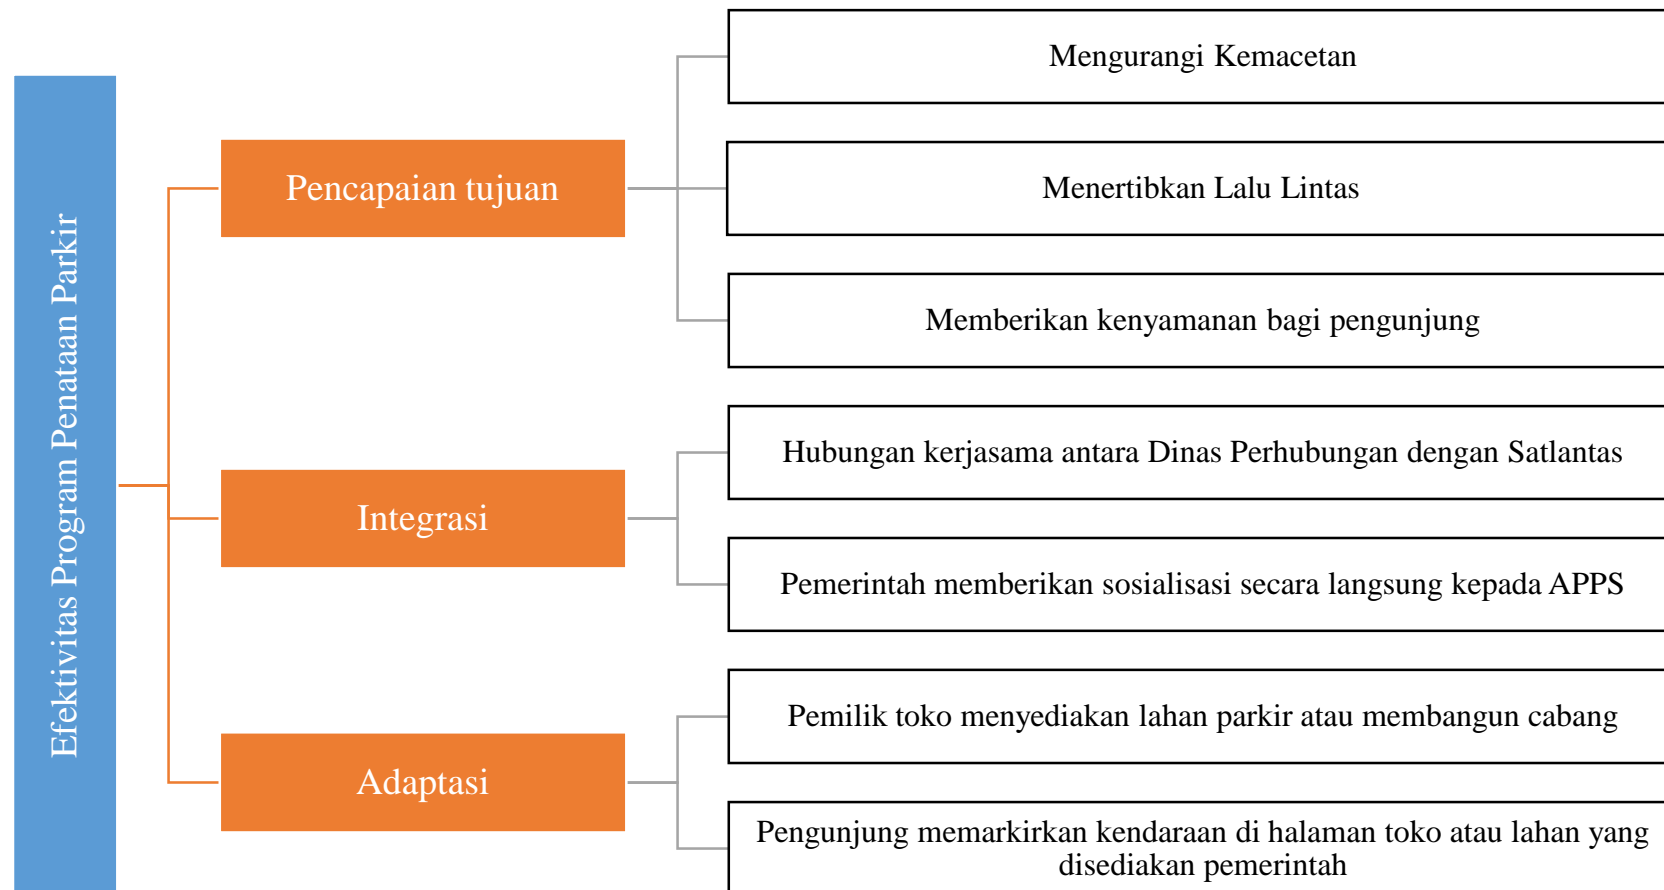 Efektivitas Program Penataan Parkir
Pencapaian tujuan
Mengurangi Kemacetan
Menertibkan Lalu Lintas
Memberikan kenyamanan bagi pengunjung
Integrasi
Hubungan kerjasama antara Dinas Perhubungan dengan Satlantas
Pemerintah memberikan sosialisasi secara langsung kepada APPS
Adaptasi
Pemilik toko menyediakan lahan parkir atau membangun cabang
Pengunjung memarkirkan kendaraan di halaman toko atau lahan yang
disediakan pemerintah